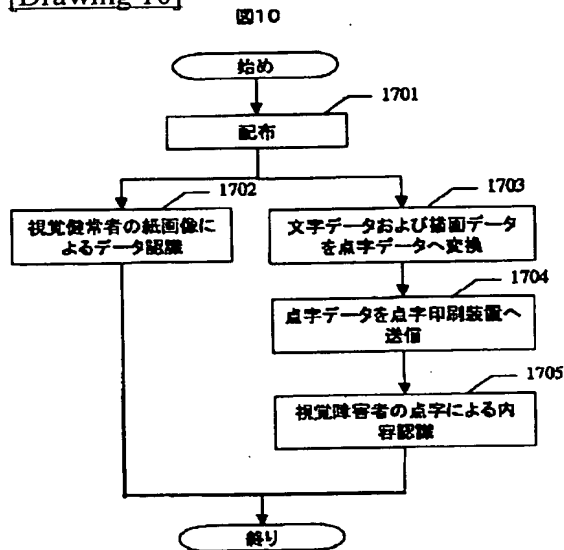 [Drawing 10]
図10
始め
1701
配布
1702
視覚健常者の紙画像に
よるデータ認識
1703
文字データおよび描画データ
を点字データへ変換
1704
点字データを点字印刷装置へ
送信
1705
視覚障害者の点字による内
容認識
終り